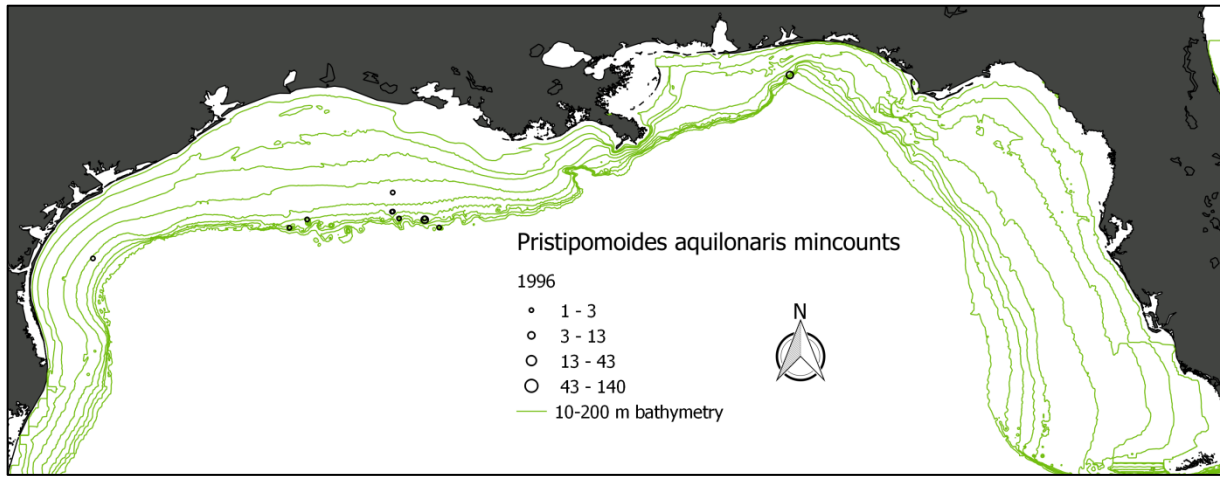 Pristipomoides aquilonaris mincounts
1996
1 - 3
3 - 13
13 - 43
43 - 140
10-200 m bathymetry
N